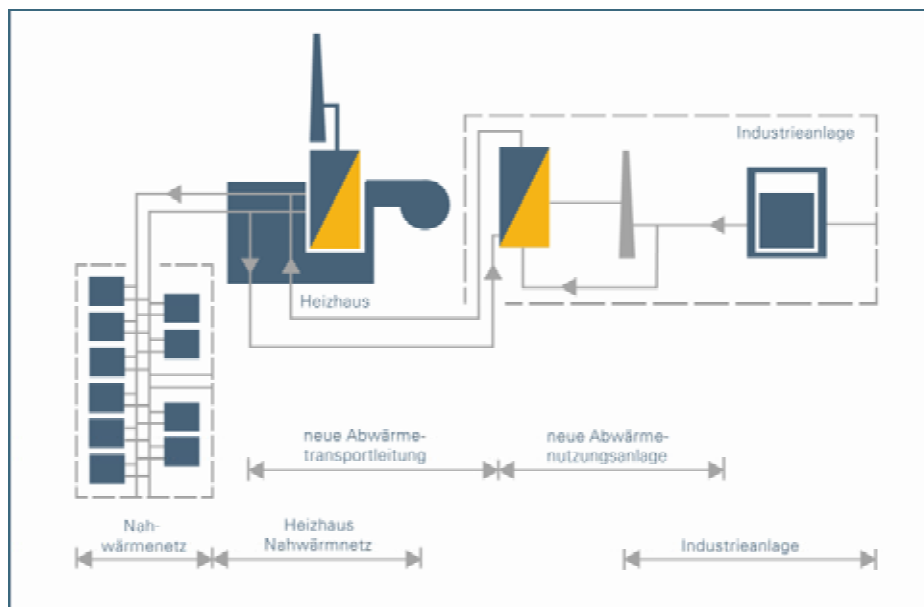 Industrieanlage
Heizhaus
neue Abwärme-
transportleitung
neue Abwärme-
nutzungsanlage
Nah-
wärmenetz
Heizhaus
Nahwärmnetz
Industrieanlage